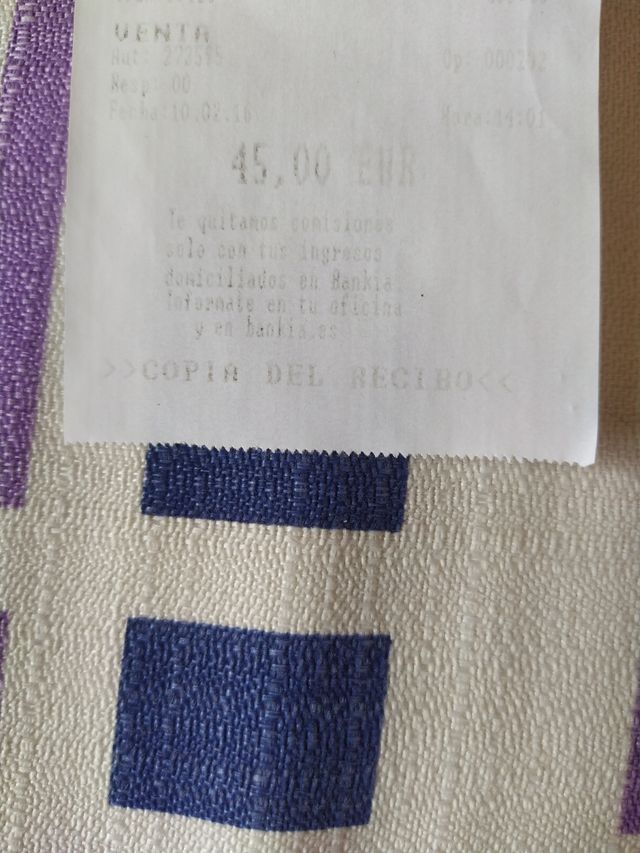 VENTA
Aut: 272515 Op: 000292
Resp: 00
Fecha:10.02.16 Hora:14:01
45,00 EUR
Te quitamos comisiones
solo con tus ingresos
domiciliados en Bankia.
Informate en tu oficina
y en bankia.es
>>COPIA DEL RECIBO<<